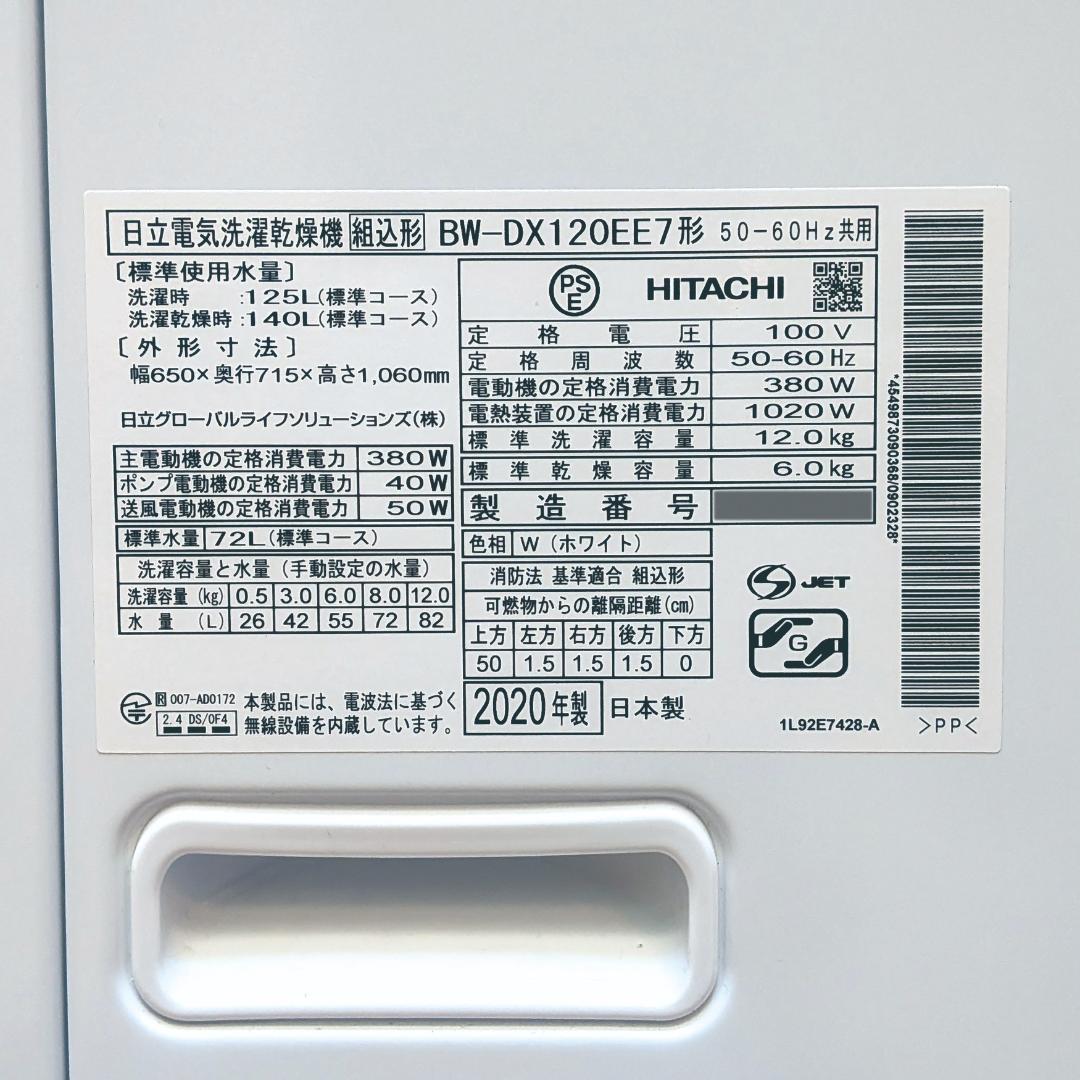 日立電気洗濯乾燥機 組込形 BW-DX120EE7形 50-60Hz共用
〔標準使用水量〕
洗濯時 :125L(標準コース)
洗濯乾燥時:140L(標準コース)
〔外形寸法〕
幅650×奥行715×高さ1,060mm
日立グローバルライフソリューションズ(株)
主電動機の定格消費電力 380W
ポンプ電動機の定格消費電力 40W
送風電動機の定格消費電力 50W
標準水量 72L(標準コース)
洗濯容量と水量(手動設定の水量)
洗濯容量(kg) 0.5 3.0 6.0 8.0 12.0
水量(L) 26 42 55 72 82
R 007-AD0172
2.4 DS/OF4
本製品には、電波法に基づく
無線設備を内蔵しています。
PSE HITACHI
定格電圧 100V
定格周波数 50-60Hz
電動機の定格消費電力 380W
電熱装置の定格消費電力 1020W
標準洗濯容量 12.0kg
標準乾燥容量 6.0kg
製造番号
色相 W(ホワイト)
消防法 基準適合 組込形
可燃物からの離隔距離(cm)
上方 左方 右方 後方 下方
50 1.5 1.5 1.5 0
2020年製 日本製
S JET
G
1L92E7428-A
*4549873090368/0902328*
>PP<